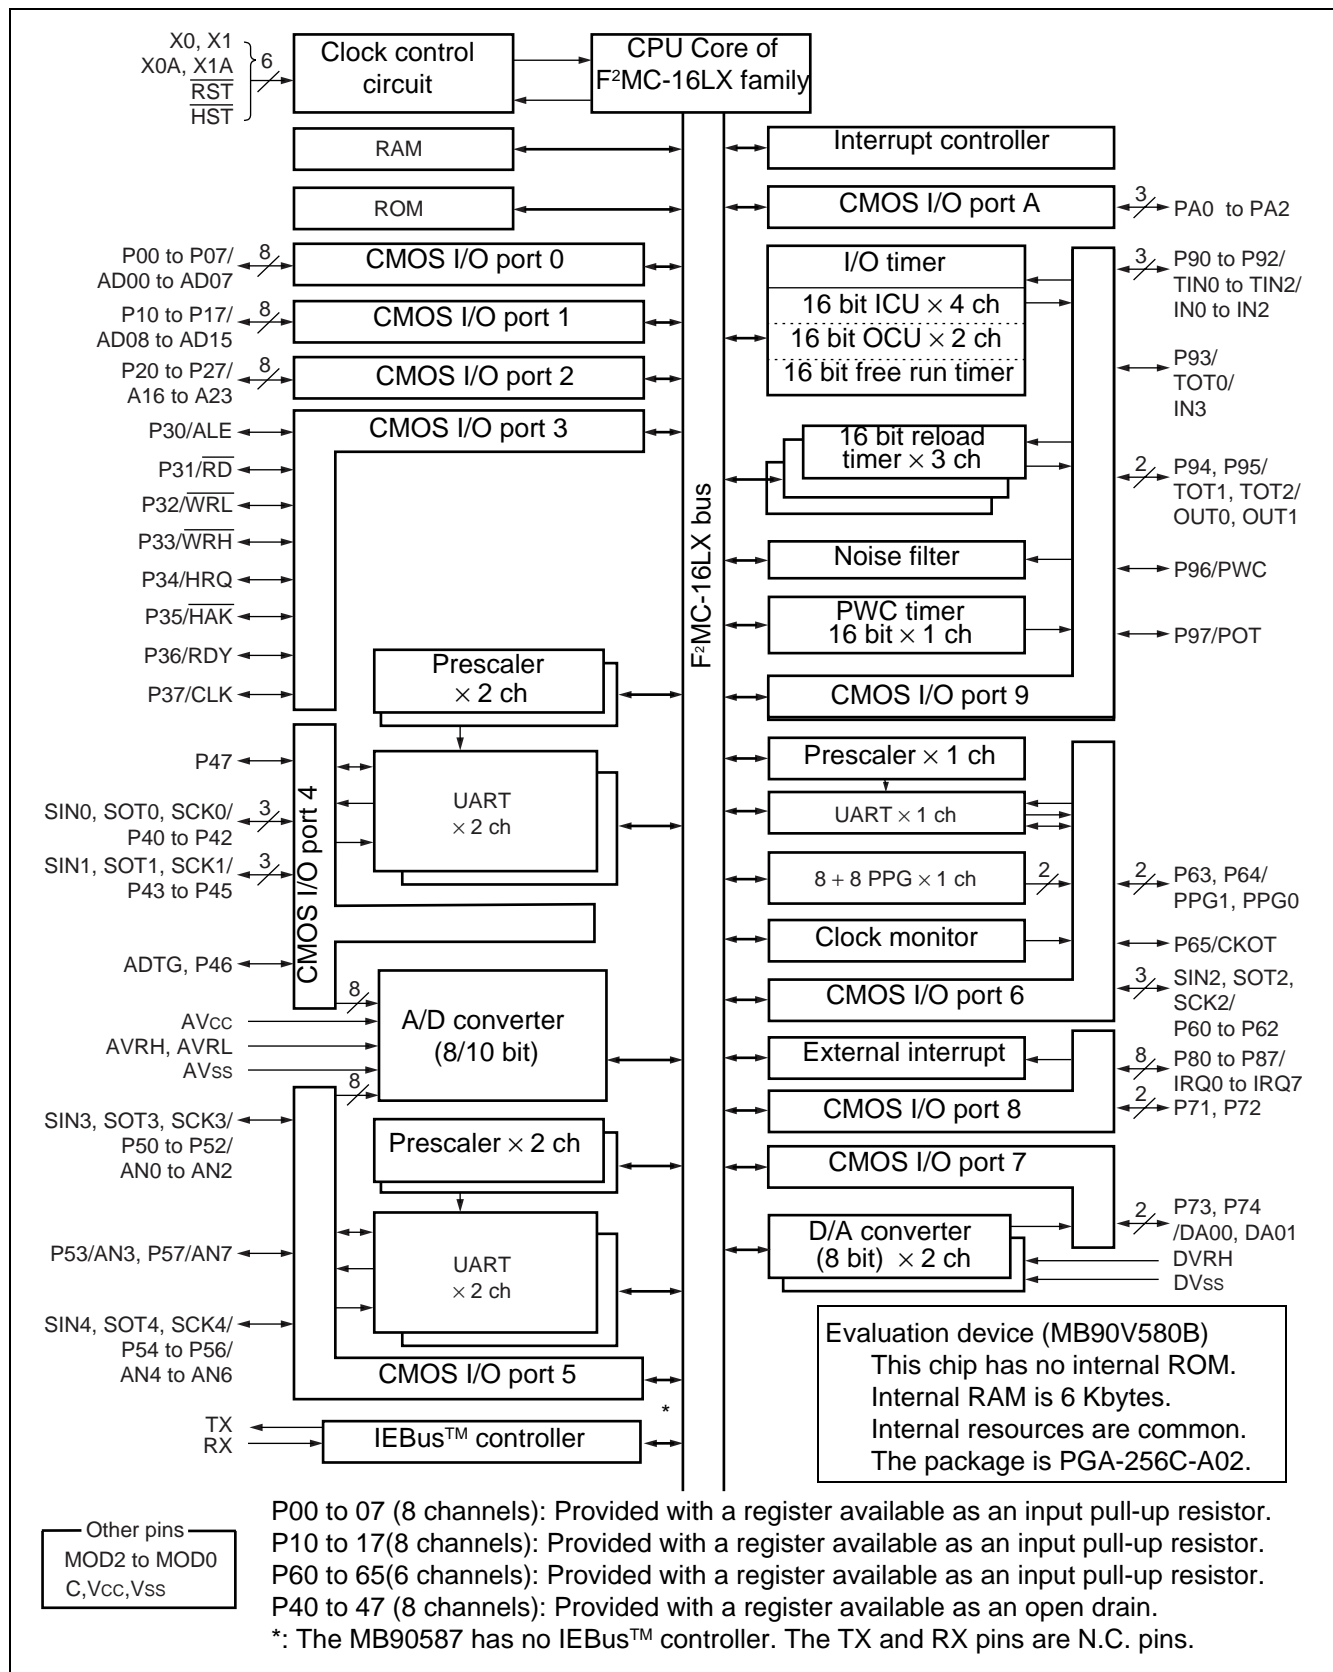 X0, X1
X0A, X1A
RST
HST
6
Clock control
circuit
CPU Core of
F²MC-16LX family
RAM
ROM
P00 to P07/
AD00 to AD07
8
CMOS I/O port 0
P10 to P17/
AD08 to AD15
8
CMOS I/O port 1
P20 to P27/
A16 to A23
8
CMOS I/O port 2
CMOS I/O port 3
P30/ALE
P31/RD
P32/WRL
P33/WRH
P34/HRQ
P35/HAK
P36/RDY
P37/CLK
Prescaler
× 2 ch
P47
SIN0, SOT0, SCK0/
P40 to P42
3
SIN1, SOT1, SCK1/
P43 to P45
3
ADTG, P46
CMOS I/O port 4
UART
× 2 ch
8
AVCC
AVRH, AVRL
AVSS
A/D converter
(8/10 bit)
8
SIN3, SOT3, SCK3/
P50 to P52/
AN0 to AN2
Prescaler × 2 ch
P53/AN3, P57/AN7
UART
× 2 ch
SIN4, SOT4, SCK4/
P54 to P56/
AN4 to AN6
CMOS I/O port 5
*
TX
RX
IEBus™ controller
F²MC-16LX bus
Interrupt controller
CMOS I/O port A
3
PA0 to PA2
I/O timer
16 bit ICU × 4 ch
16 bit OCU × 2 ch
16 bit free run timer
3
P90 to P92/
TIN0 to TIN2/
IN0 to IN2
P93/
TOT0/
IN3
16 bit reload
timer × 3 ch
2
P94, P95/
TOT1, TOT2/
OUT0, OUT1
Noise filter
P96/PWC
PWC timer
16 bit × 1 ch
P97/POT
CMOS I/O port 9
Prescaler × 1 ch
UART × 1 ch
8 + 8 PPG × 1 ch
2
2
P63, P64/
PPG1, PPG0
Clock monitor
P65/CKOT
CMOS I/O port 6
3
SIN2, SOT2,
SCK2/
P60 to P62
External interrupt
8
P80 to P87/
IRQ0 to IRQ7
CMOS I/O port 8
2
P71, P72
CMOS I/O port 7
D/A converter
(8 bit) × 2 ch
2
P73, P74
/DA00, DA01
DVRH
DVSS
Evaluation device (MB90V580B)
This chip has no internal ROM.
Internal RAM is 6 Kbytes.
Internal resources are common.
The package is PGA-256C-A02.
Other pins
MOD2 to MOD0
C,VCC,VSS
P00 to 07 (8 channels): Provided with a register available as an input pull-up resistor.
P10 to 17(8 channels): Provided with a register available as an input pull-up resistor.
P60 to 65(6 channels): Provided with a register available as an input pull-up resistor.
P40 to 47 (8 channels): Provided with a register available as an open drain.
*: The MB90587 has no IEBus™ controller. The TX and RX pins are N.C. pins.